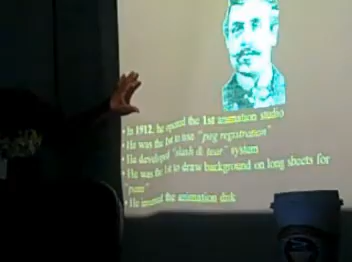 • In 1912, he opened the 1st animation studio
• He was the 1st to use "peg registration"
• He developed "slash & tear" system
• He was the 1st to draw background on long sheets for
"pans"
• He invented the animation disk